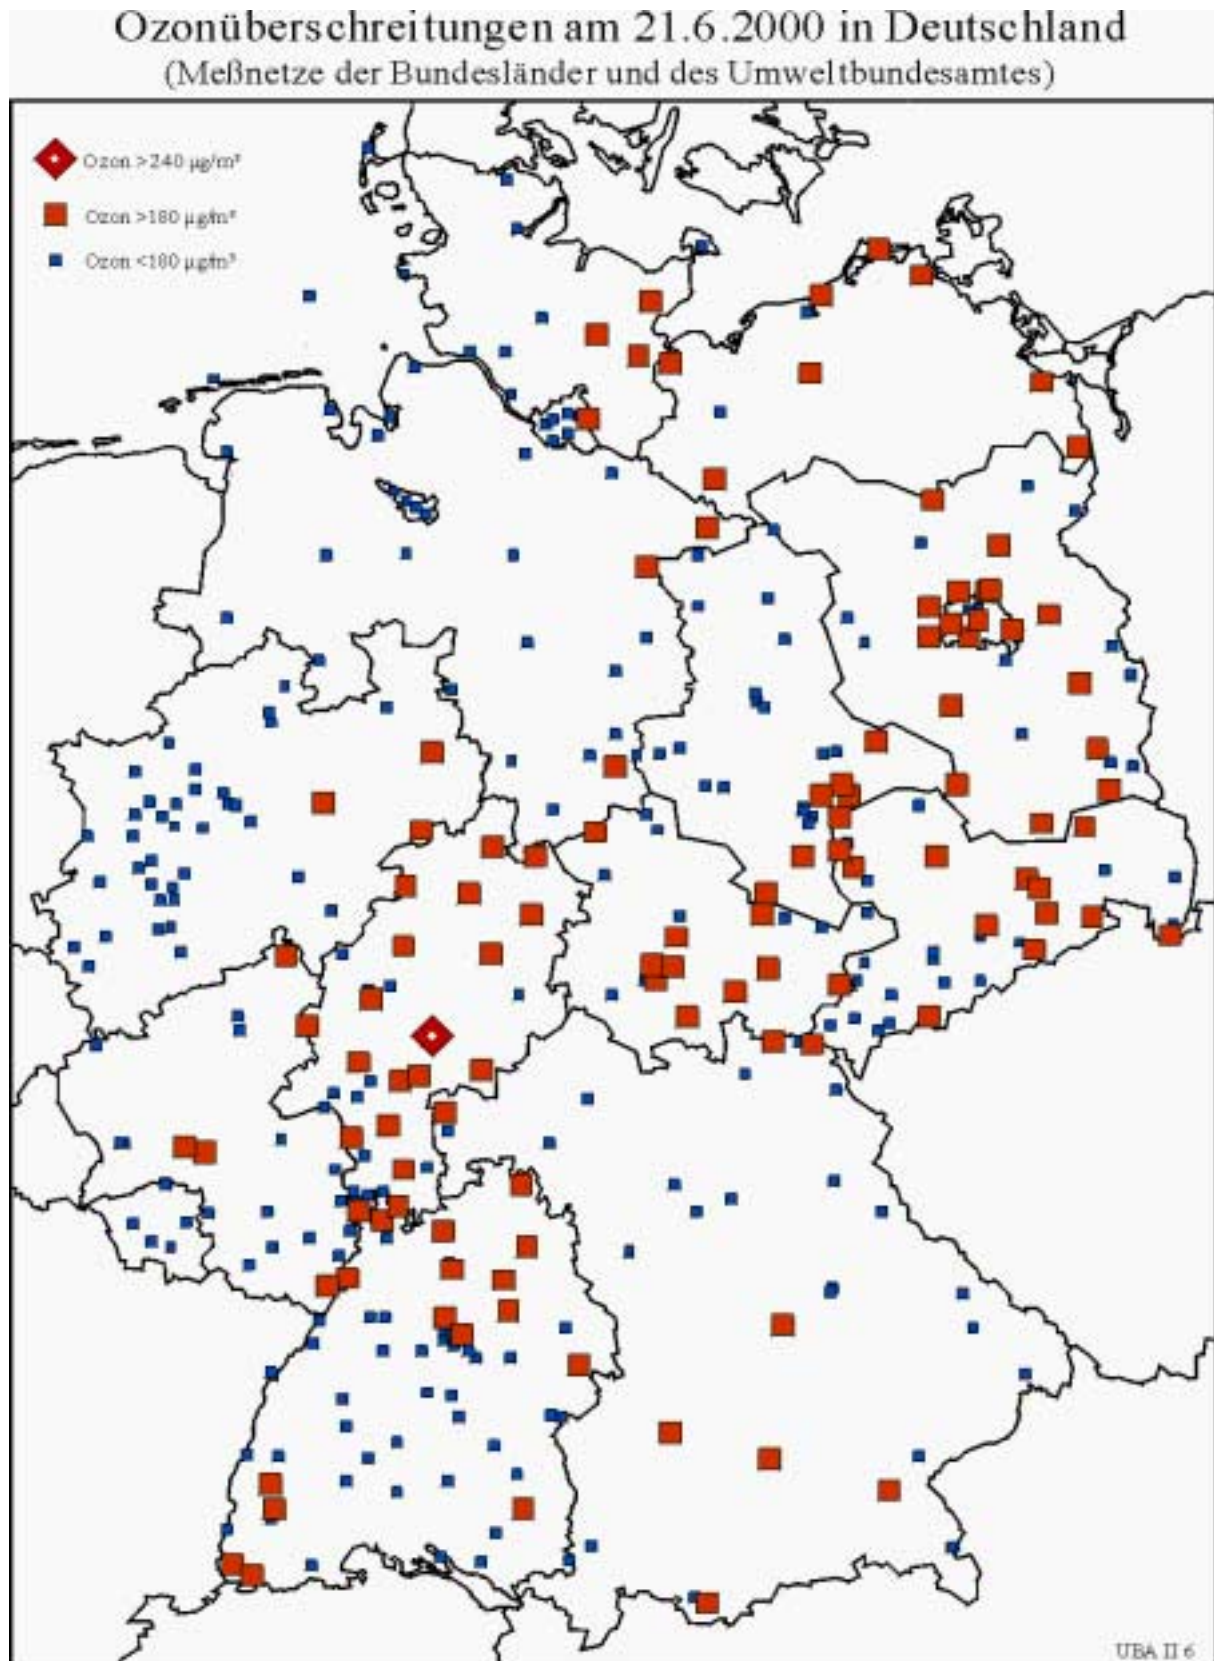 Ozonüberschreitungen am 21.6.2000 in Deutschland
(Meßnetze der Bundesländer und des Umweltbundesamtes)
Ozon >240 µg/m³
Ozon >180 µg/m³
Ozon <180 µg/m³
UBA II 6